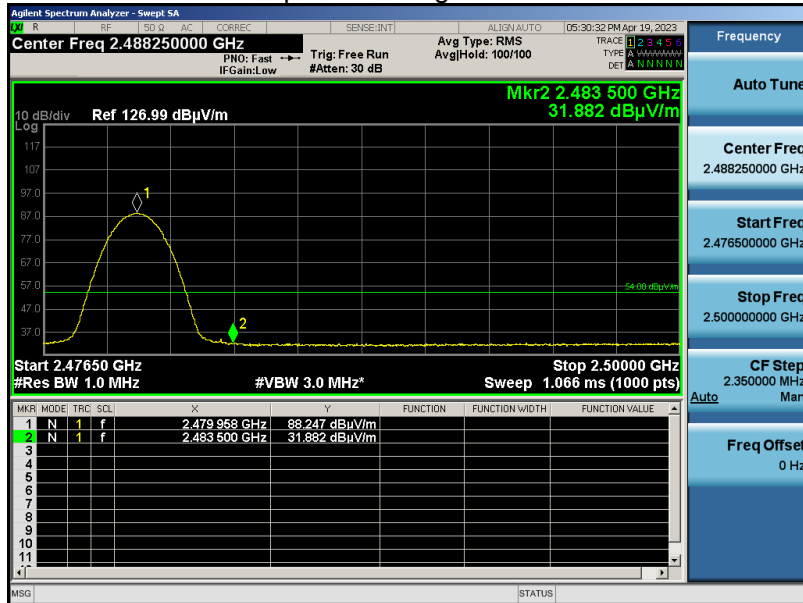 Agilent Spectrum Analyzer - Swept SA
LXI R RF 50 Ω AC CORREC SENSE:INT ALIGN AUTO 05:30:32 PM Apr 19, 2023
Center Freq 2.488250000 GHz
PNO: Fast
IFGain:Low
Trig: Free Run
#Atten: 30 dB
Avg Type: RMS
Avg|Hold: 100/100
TRACE 1 2 3 4 5 6
TYPE A
DET A N N N N N
Mkr2 2.483 500 GHz
31.882 dBµV/m
10 dB/div Ref 126.99 dBµV/m
Log
117
107
97.0
87.0
77.0
67.0
57.0
47.0
37.0
1
2
54.00 dBµV/m
Start 2.47650 GHz Stop 2.50000 GHz
#Res BW 1.0 MHz #VBW 3.0 MHz* Sweep 1.066 ms (1000 pts)
MKR MODE TRC SCL X Y FUNCTION FUNCTION WIDTH FUNCTION VALUE
1 N 1 f 2.479 958 GHz 88.247 dBµV/m
2 N 1 f 2.483 500 GHz 31.882 dBµV/m
3
4
5
6
7
8
9
10
11
MSG STATUS
Frequency
Auto Tune
Center Freq
2.488250000 GHz
Start Freq
2.476500000 GHz
Stop Freq
2.500000000 GHz
CF Step
2.350000 MHz
Auto Man
Freq Offset
0 Hz